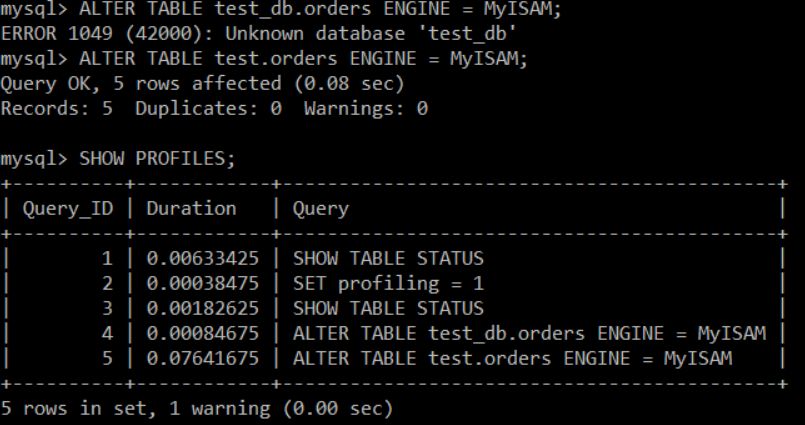 mysql> ALTER TABLE test_db.orders ENGINE = MyISAM;
ERROR 1049 (42000): Unknown database 'test_db'
mysql> ALTER TABLE test.orders ENGINE = MyISAM;
Query OK, 5 rows affected (0.08 sec)
Records: 5  Duplicates: 0  Warnings: 0

mysql> SHOW PROFILES;
+----------+------------+--------------------------------------------+
| Query_ID | Duration   | Query                                      |
+----------+------------+--------------------------------------------+
|        1 | 0.00633425 | SHOW TABLE STATUS                          |
|        2 | 0.00038475 | SET profiling = 1                          |
|        3 | 0.00182625 | SHOW TABLE STATUS                          |
|        4 | 0.00084675 | ALTER TABLE test_db.orders ENGINE = MyISAM |
|        5 | 0.07641675 | ALTER TABLE test.orders ENGINE = MyISAM    |
+----------+------------+--------------------------------------------+
5 rows in set, 1 warning (0.00 sec)